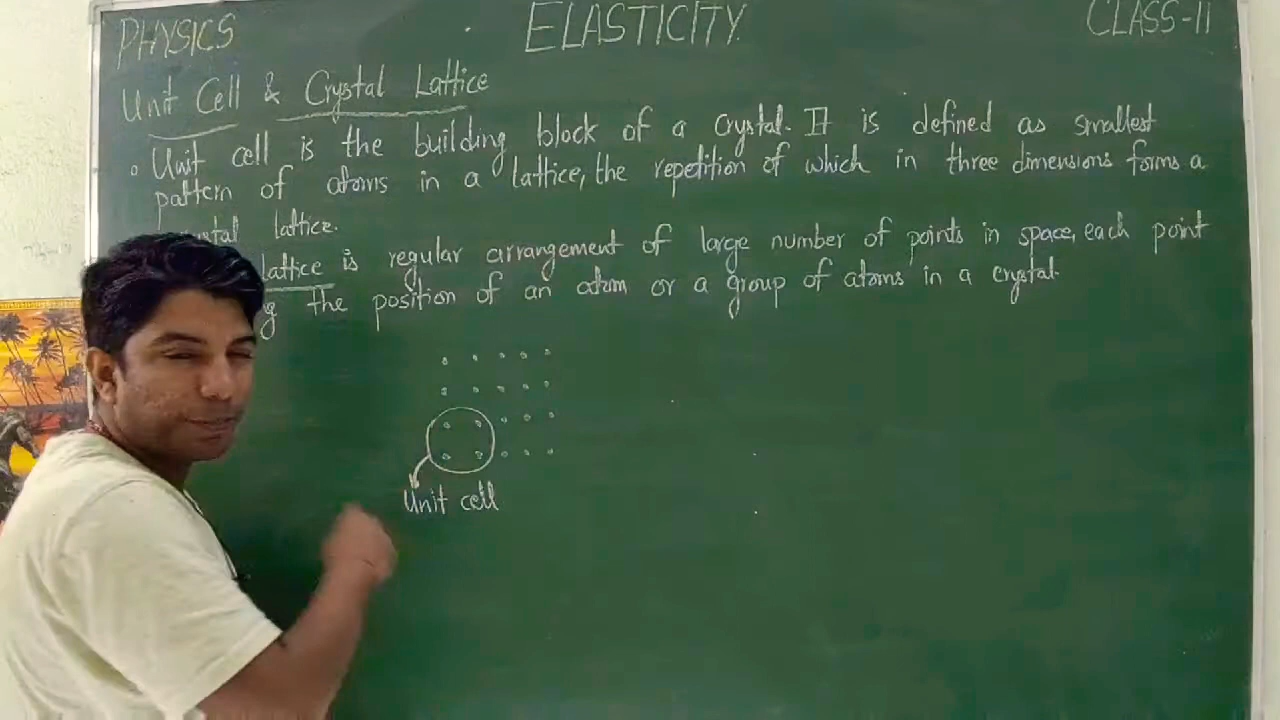 PHYSICS
ELASTICITY
CLASS-11
Unit Cell & Crystal Lattice
Unit cell is the building block of a crystal. It is defined as smallest
pattern of atoms in a lattice, the repetition of which in three dimensions forms a
lattice.
lattice is regular arrangement of large number of points in space, each point
the position of an atom or a group of atoms in a crystal.
Unit cell